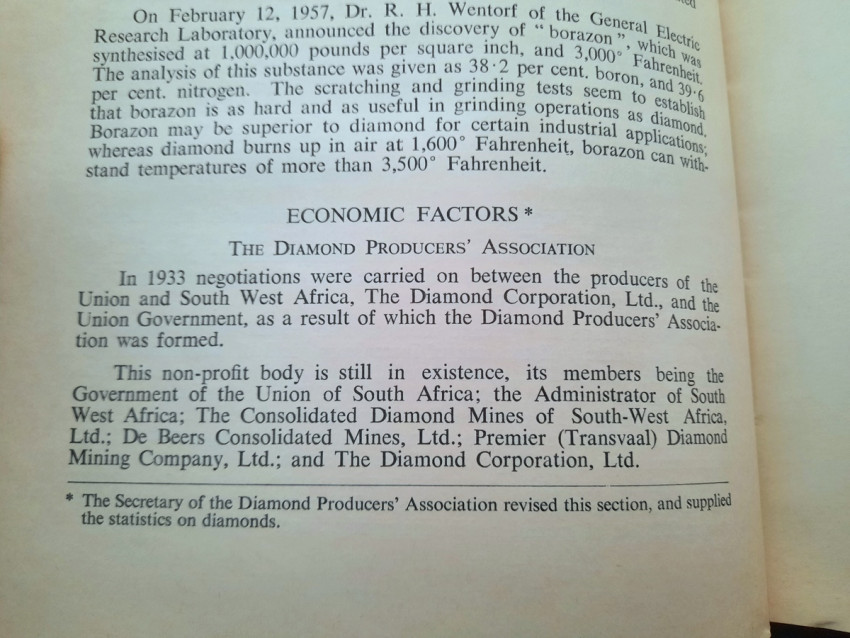 On February 12, 1957, Dr. R. H. Wentorf of the General Electric
Research Laboratory, announced the discovery of “ borazon ”, which was
synthesised at 1,000,000 pounds per square inch, and 3,000° Fahrenheit.
The analysis of this substance was given as 38·2 per cent. boron, and 39·6
per cent. nitrogen. The scratching and grinding tests seem to establish
that borazon is as hard and as useful in grinding operations as diamond.
Borazon may be superior to diamond for certain industrial applications;
whereas diamond burns up in air at 1,600° Fahrenheit, borazon can with-
stand temperatures of more than 3,500° Fahrenheit.
ECONOMIC FACTORS *
THE DIAMOND PRODUCERS’ ASSOCIATION
In 1933 negotiations were carried on between the producers of the
Union and South West Africa, The Diamond Corporation, Ltd., and the
Union Government, as a result of which the Diamond Producers’ Associa-
tion was formed.
This non-profit body is still in existence, its members being the
Government of the Union of South Africa; the Administrator of South
West Africa; The Consolidated Diamond Mines of South-West Africa,
Ltd.; De Beers Consolidated Mines, Ltd.; Premier (Transvaal) Diamond
Mining Company, Ltd.; and The Diamond Corporation, Ltd.
* The Secretary of the Diamond Producers’ Association revised this section, and supplied
the statistics on diamonds.